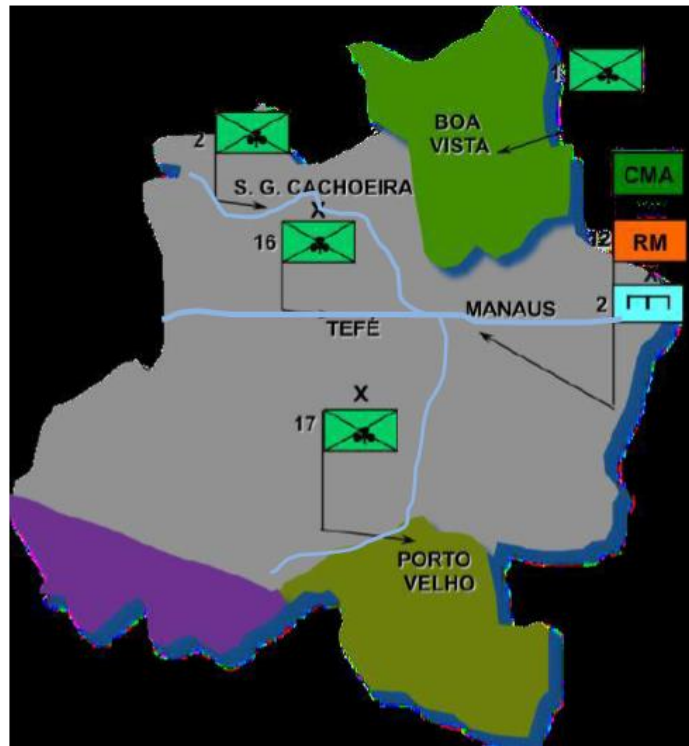 BOA
VISTA
2
S. G. CACHOEIRA
CMA
X
16
12
RM
X
2
MANAUS
TEFÉ
X
17
PORTO
VELHO